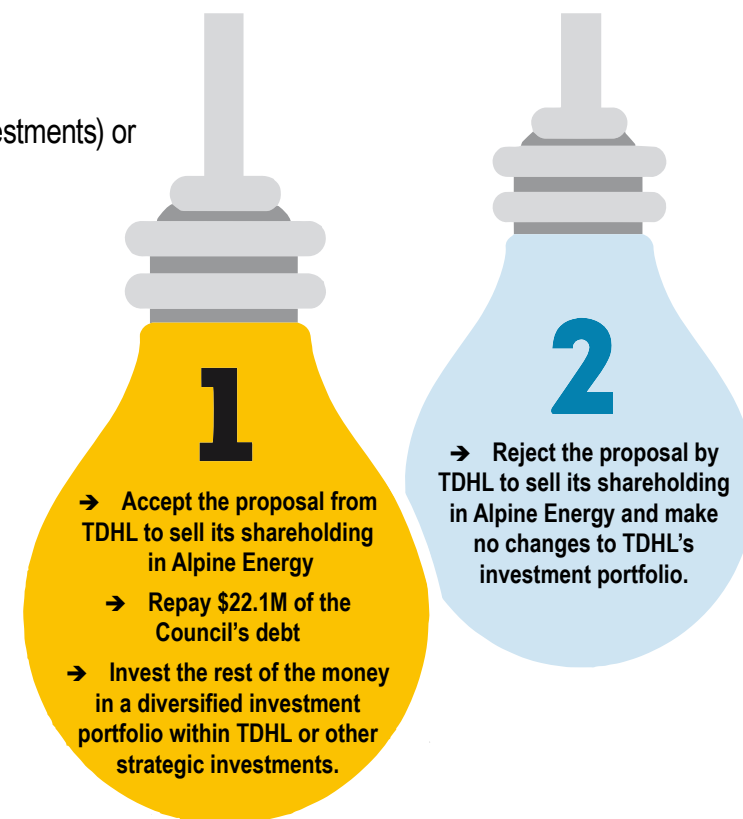 estments) or
1
➔ Accept the proposal from
TDHL to sell its shareholding
in Alpine Energy
➔ Repay $22.1M of the
Council’s debt
➔ Invest the rest of the money
in a diversified investment
portfolio within TDHL or other
strategic investments.
2
➔ Reject the proposal by
TDHL to sell its shareholding
in Alpine Energy and make
no changes to TDHL’s
investment portfolio.